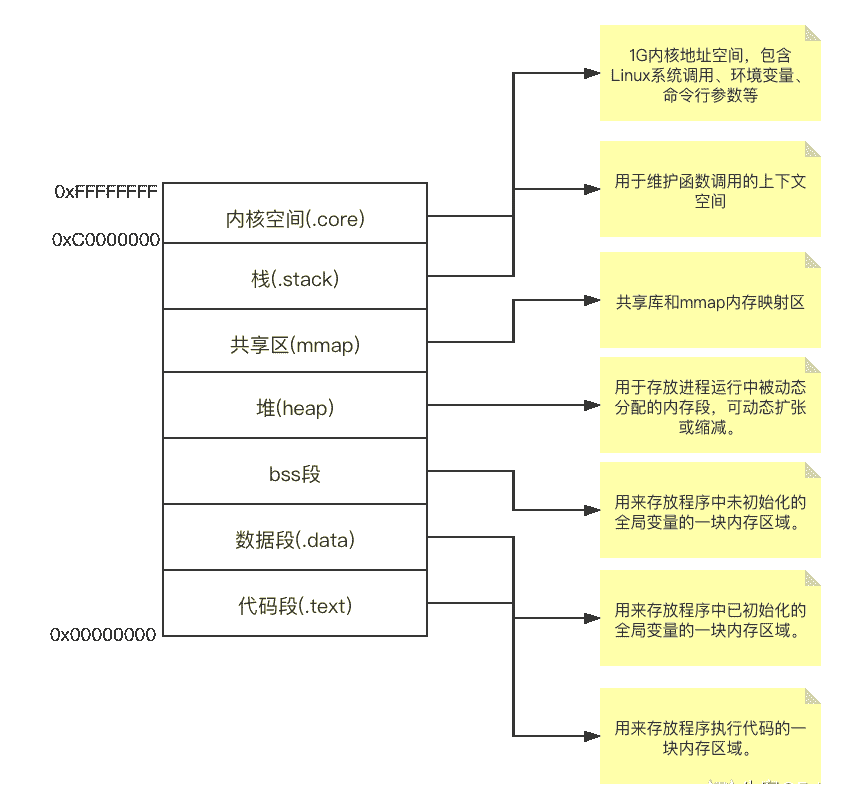 1G内核地址空间，包含
Linux系统调用、环境变量、
命令行参数等
用于维护函数调用的上下文
空间
0xFFFFFFFF
内核空间(.core)
0xC0000000
栈(.stack)
共享库和mmap内存映射区
共享区(mmap)
用于存放进程运行中被动态
分配的内存段，可动态扩张
或缩减。
堆(heap)
bss段
用来存放程序中未初始化的
全局变量的一块内存区域。
数据段(.data)
代码段(.text)
用来存放程序中已初始化的
全局变量的一块内存区域。
0x00000000
用来存放程序执行代码的一
块内存区域。